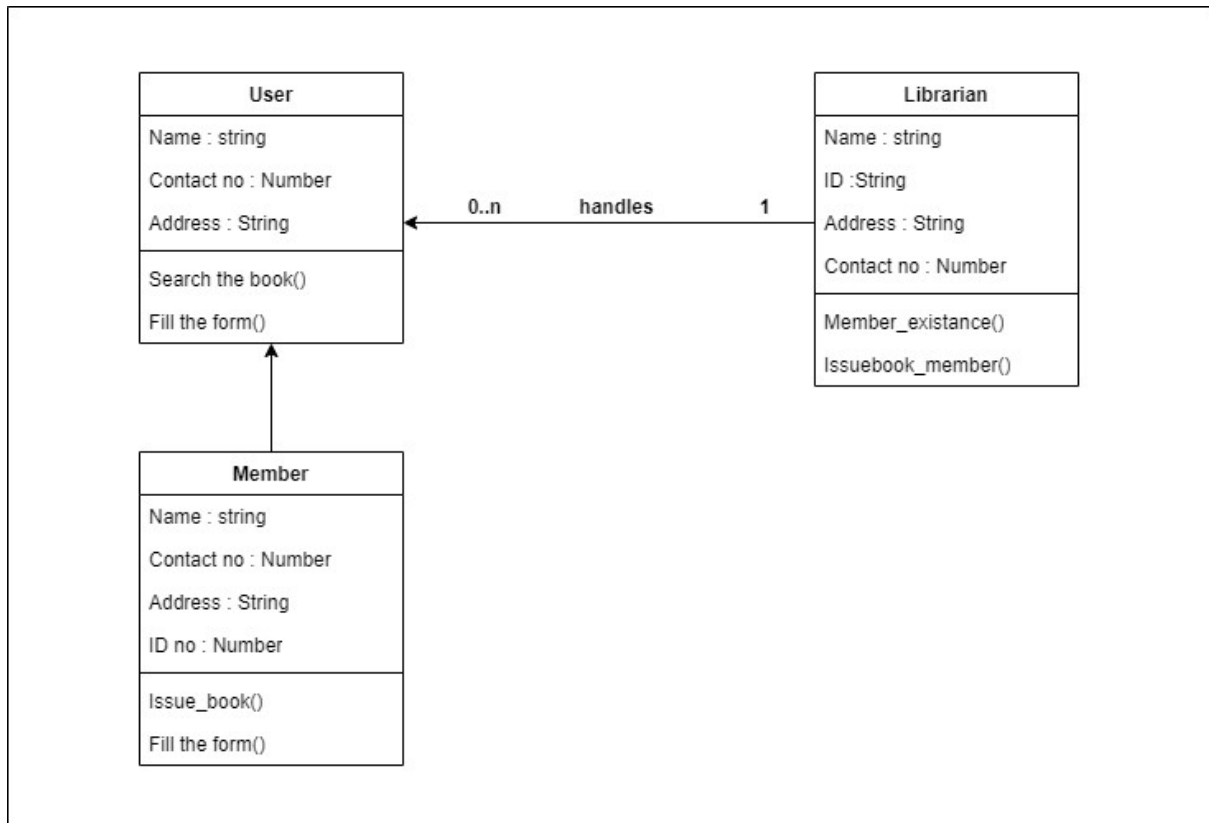 User
Name : string
Contact no : Number
Address : String
Search the book()
Fill the form()
0..n handles 1
Librarian
Name : string
ID :String
Address : String
Contact no : Number
Member_existance()
Issuebook_member()
Member
Name : string
Contact no : Number
Address : String
ID no : Number
Issue_book()
Fill the form()